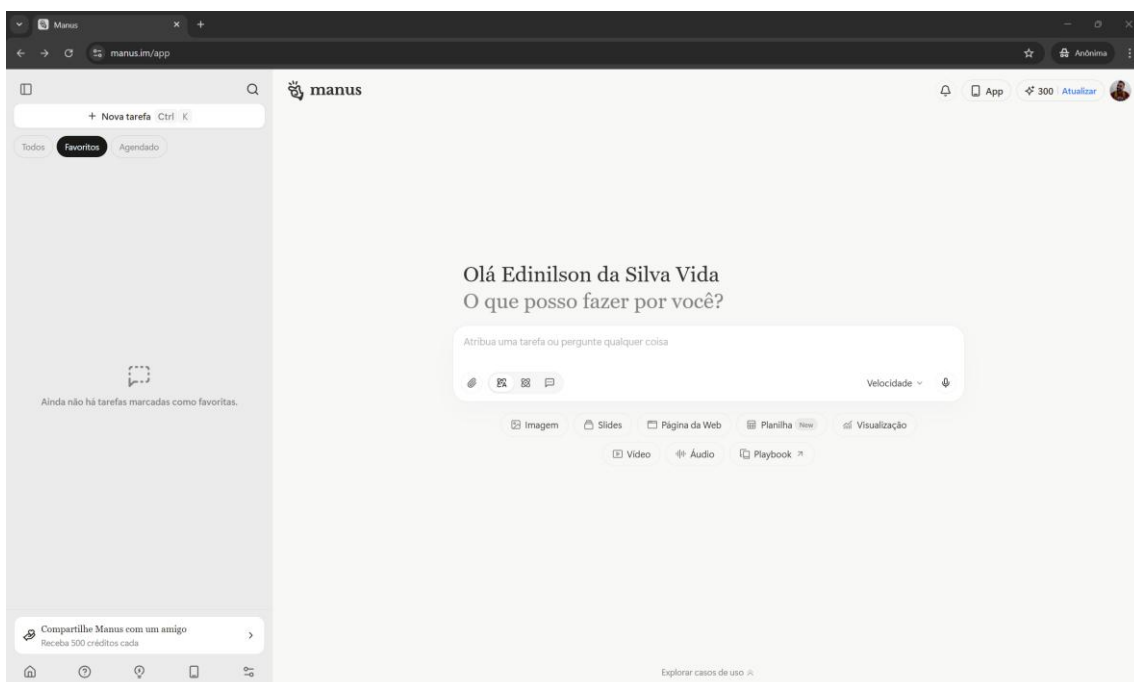 Manus
manus.im/app
Anônima
+ Nova tarefa Ctrl K
Todos Favoritos Agendado
Ainda não há tarefas marcadas como favoritas.
Compartilhe Manus com um amigo
Receba 500 créditos cada
manus
App 300 Atualizar
Olá Edinilson da Silva Vida
O que posso fazer por você?
Atribua uma tarefa ou pergunte qualquer coisa
Velocidade
Imagem Slides Página da Web Planilha New Visualização
Vídeo Áudio Playbook
Explorar casos de uso